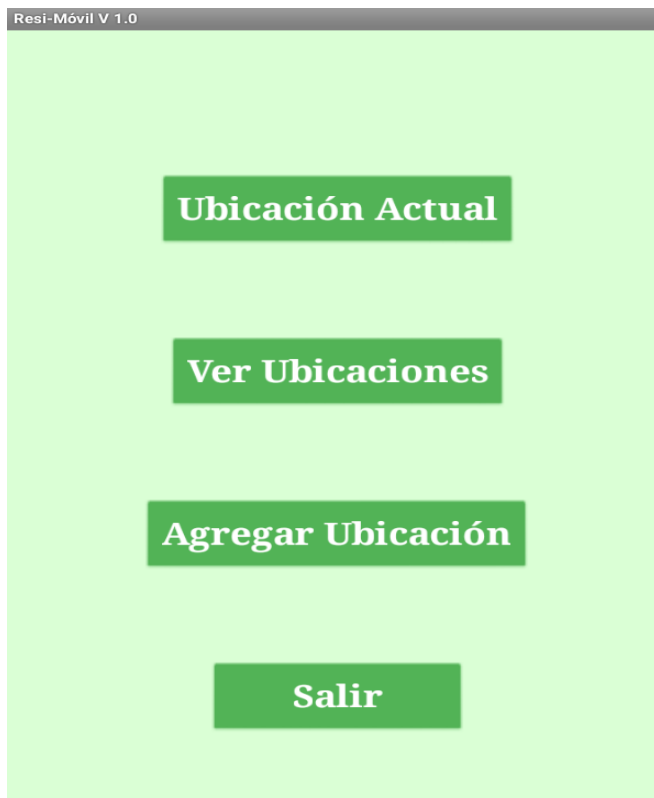 Resi-Móvil V 1.0
Ubicación Actual
Ver Ubicaciones
Agregar Ubicación
Salir